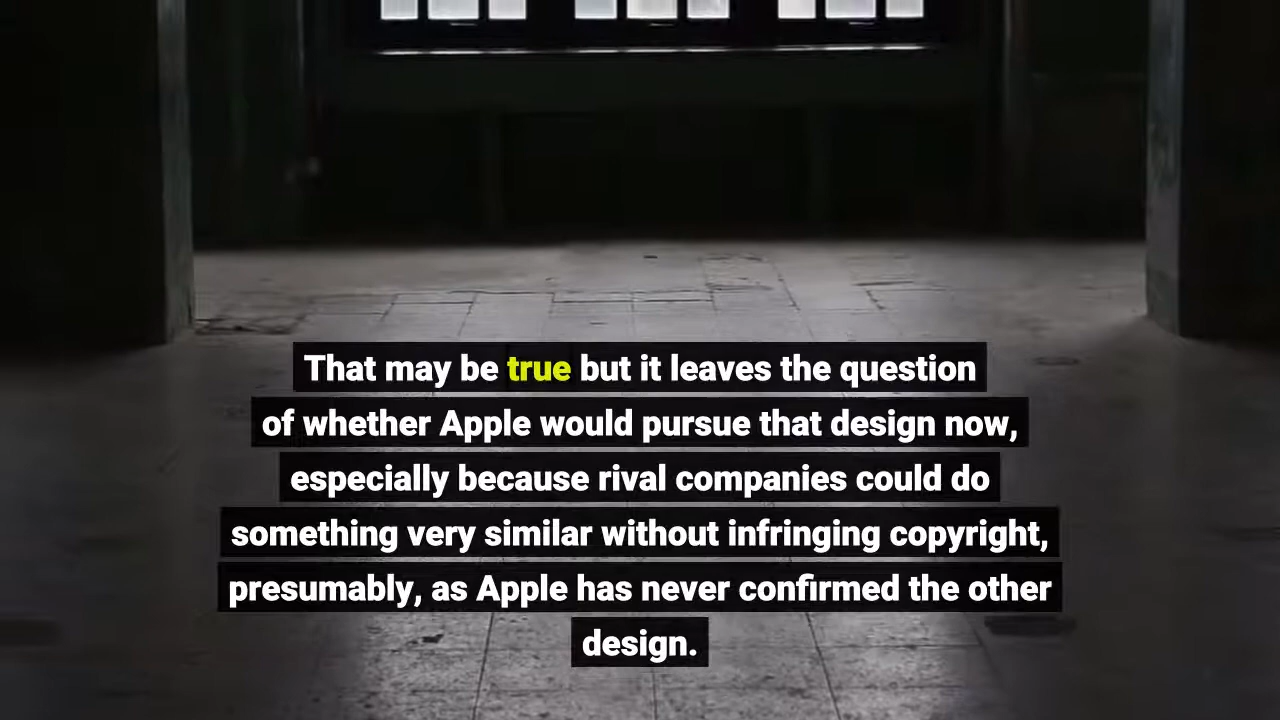 That may be true but it leaves the question
of whether Apple would pursue that design now,
especially because rival companies could do
something very similar without infringing copyright,
presumably, as Apple has never confirmed the other
design.